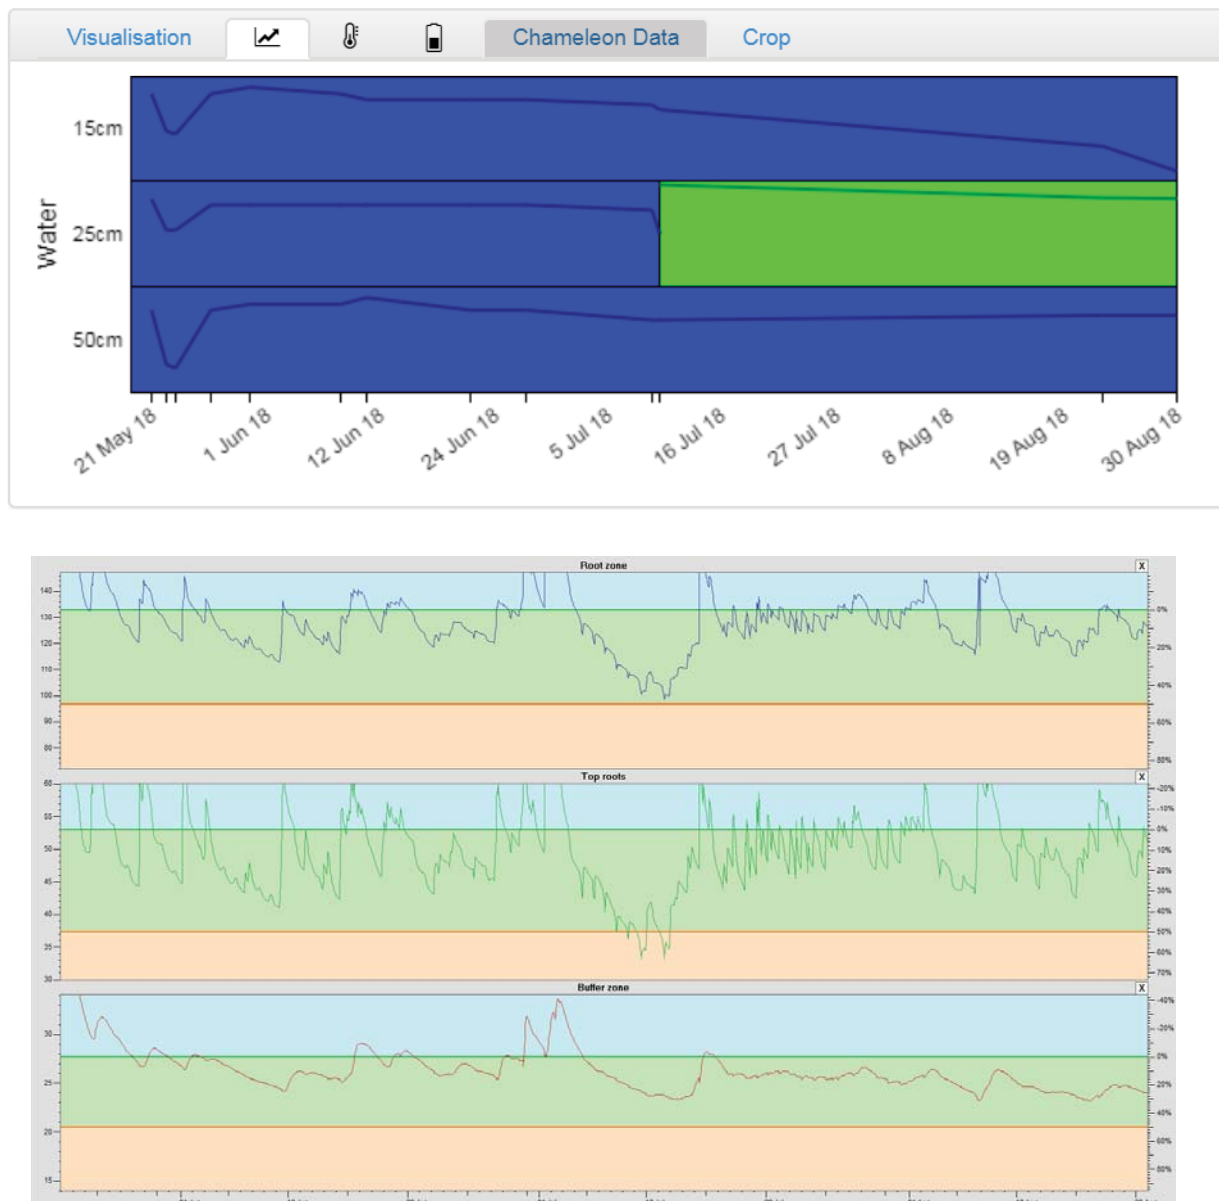 Visualisation Chameleon Data Crop
Water
15cm
25cm
50cm
21 May 18 1 Jun 18 12 Jun 18 24 Jun 18 5 Jul 18 16 Jul 18 27 Jul 18 8 Aug 18 19 Aug 18 30 Aug 18
Root zone X
140
130 0%
120 20%
110
100 40%
90 60%
80 80%
Top roots X
60 -20%
55 -10%
0%
50 10%
20%
45 30%
40 40%
50%
35 60%
70%
30
Buffer zone X
-40%
30 -20%
0%
25 20%
40%
20 60%
15 80%